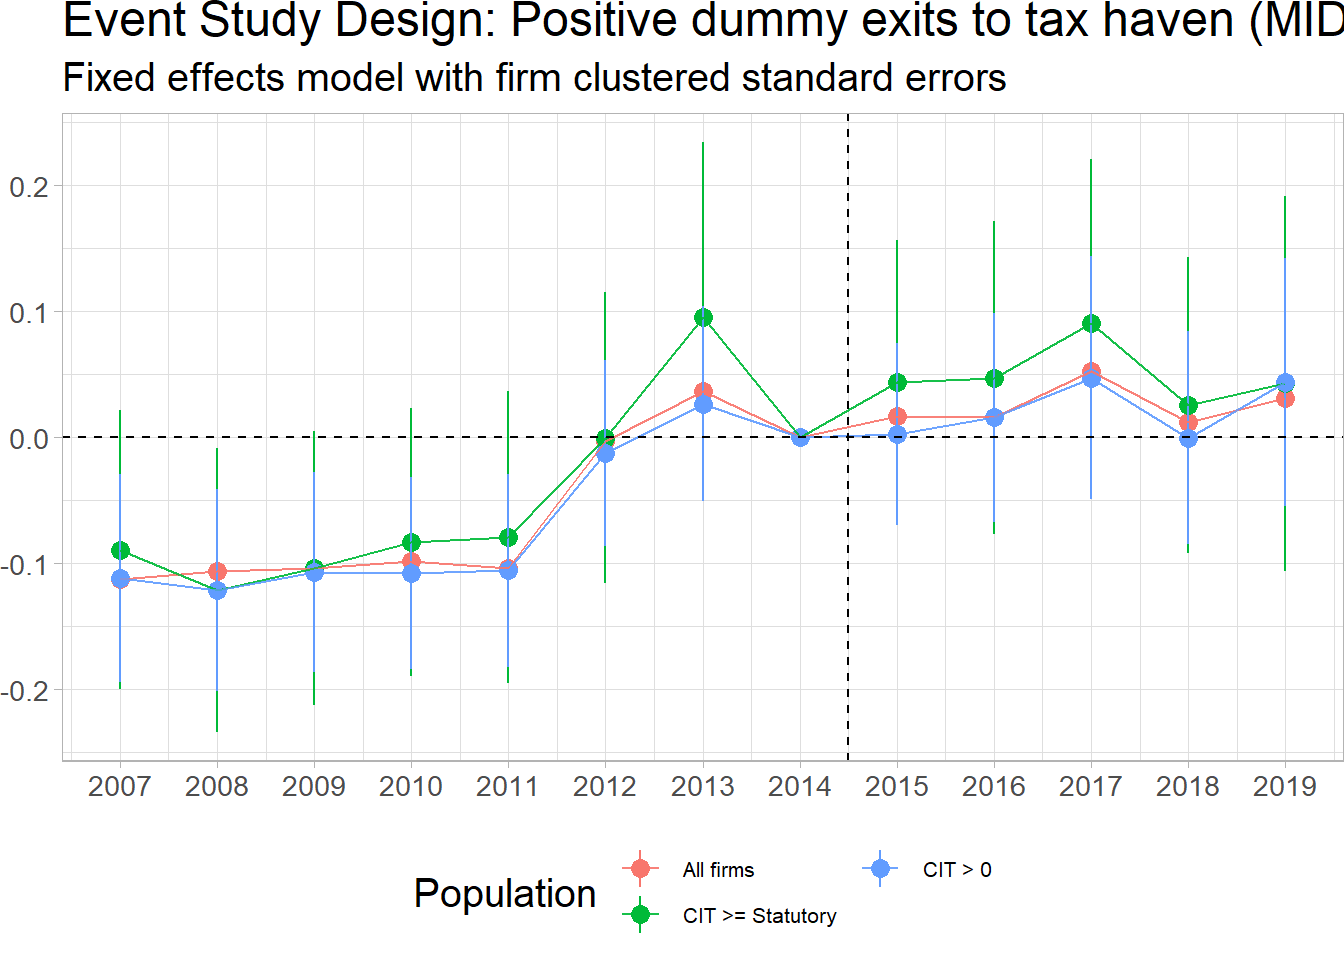 Event Study Design: Positive dummy exits to tax haven (MID
Fixed effects model with firm clustered standard errors
0.2
0.1
0.0
-0.1
-0.2
2007 2008 2009 2010 2011 2012 2013 2014 2015 2016 2017 2018 2019
Population
All firms
CIT > 0
CIT >= Statutory